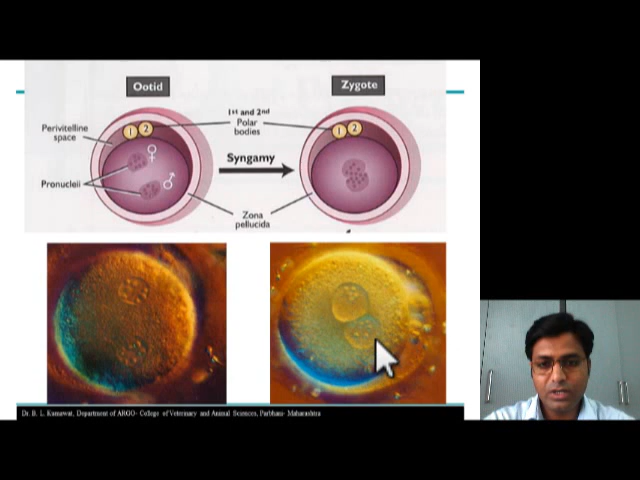 Ootid
Zygote
1st and 2nd
Polar
bodies
Perivitelline
space
1 2
1 2
♀
Syngamy
Pronucleii
♂
Zona
pellucida
Dr. B. L. Kumawat, Department of ARGO- College of Veterinary and Animal Sciences, Parbhani- Maharashtra